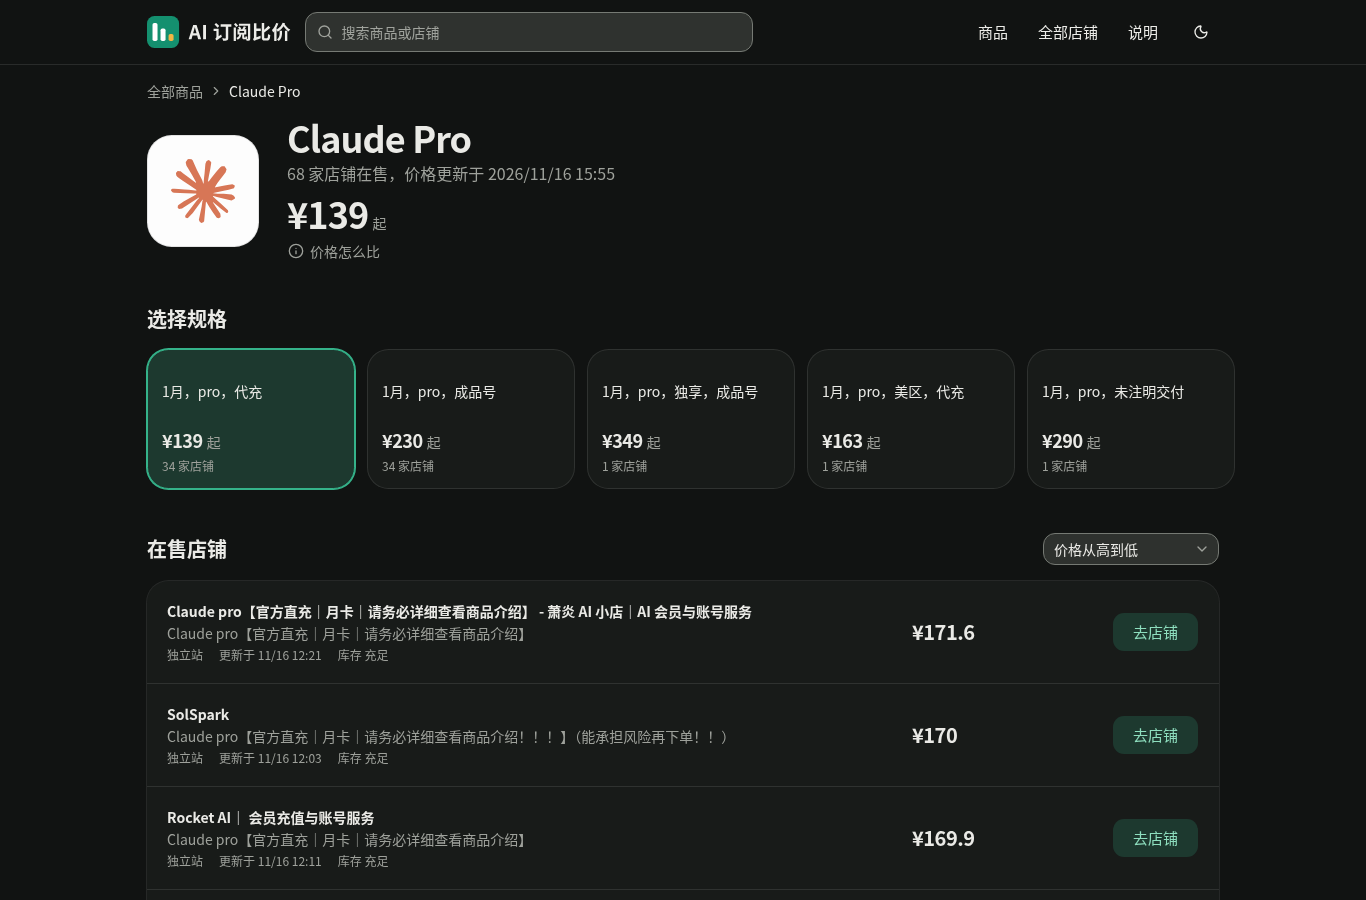 AI 订阅比价
搜索商品或店铺
商品
全部店铺
说明
全部商品 > Claude Pro
Claude Pro
68 家店铺在售，价格更新于 2026/11/16 15:55
¥139 起
价格怎么比
选择规格
1月，pro，代充
¥139 起
34 家店铺
1月，pro，成品号
¥230 起
34 家店铺
1月，pro，独享，成品号
¥349 起
1 家店铺
1月，pro，美区，代充
¥163 起
1 家店铺
1月，pro，未注明交付
¥290 起
1 家店铺
在售店铺
价格从高到低
Claude pro【官方直充｜月卡｜请务必详细查看商品介绍】 - 萧炎 AI 小店｜AI 会员与账号服务
Claude pro【官方直充｜月卡｜请务必详细查看商品介绍】
独立站 更新于 11/16 12:21 库存 充足
¥171.6
去店铺
SolSpark
Claude pro【官方直充｜月卡｜请务必详细查看商品介绍！！！】（能承担风险再下单！！）
独立站 更新于 11/16 12:03 库存 充足
¥170
去店铺
Rocket AI｜ 会员充值与账号服务
Claude pro【官方直充｜月卡｜请务必详细查看商品介绍】
独立站 更新于 11/16 12:11 库存 充足
¥169.9
去店铺